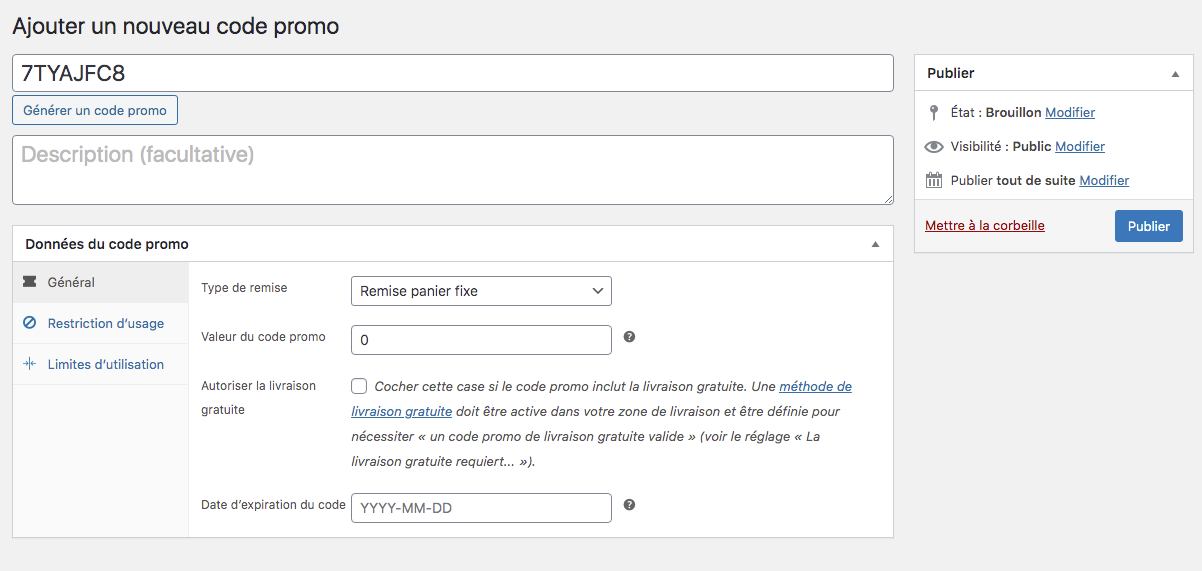 Ajouter un nouveau code promo
7TYAJFC8
Générer un code promo
Description (facultative)
Données du code promo
Général
Restriction d’usage
Limites d’utilisation
Type de remise
Remise panier fixe
Valeur du code promo
0
Autoriser la livraison
gratuite
Cocher cette case si le code promo inclut la livraison gratuite. Une méthode de
livraison gratuite doit être active dans votre zone de livraison et être définie pour
nécessiter « un code promo de livraison gratuite valide » (voir le réglage « La
livraison gratuite requiert... »).
Date d’expiration du code
YYYY-MM-DD
Publier
État : Brouillon Modifier
Visibilité : Public Modifier
Publier tout de suite Modifier
Mettre à la corbeille
Publier